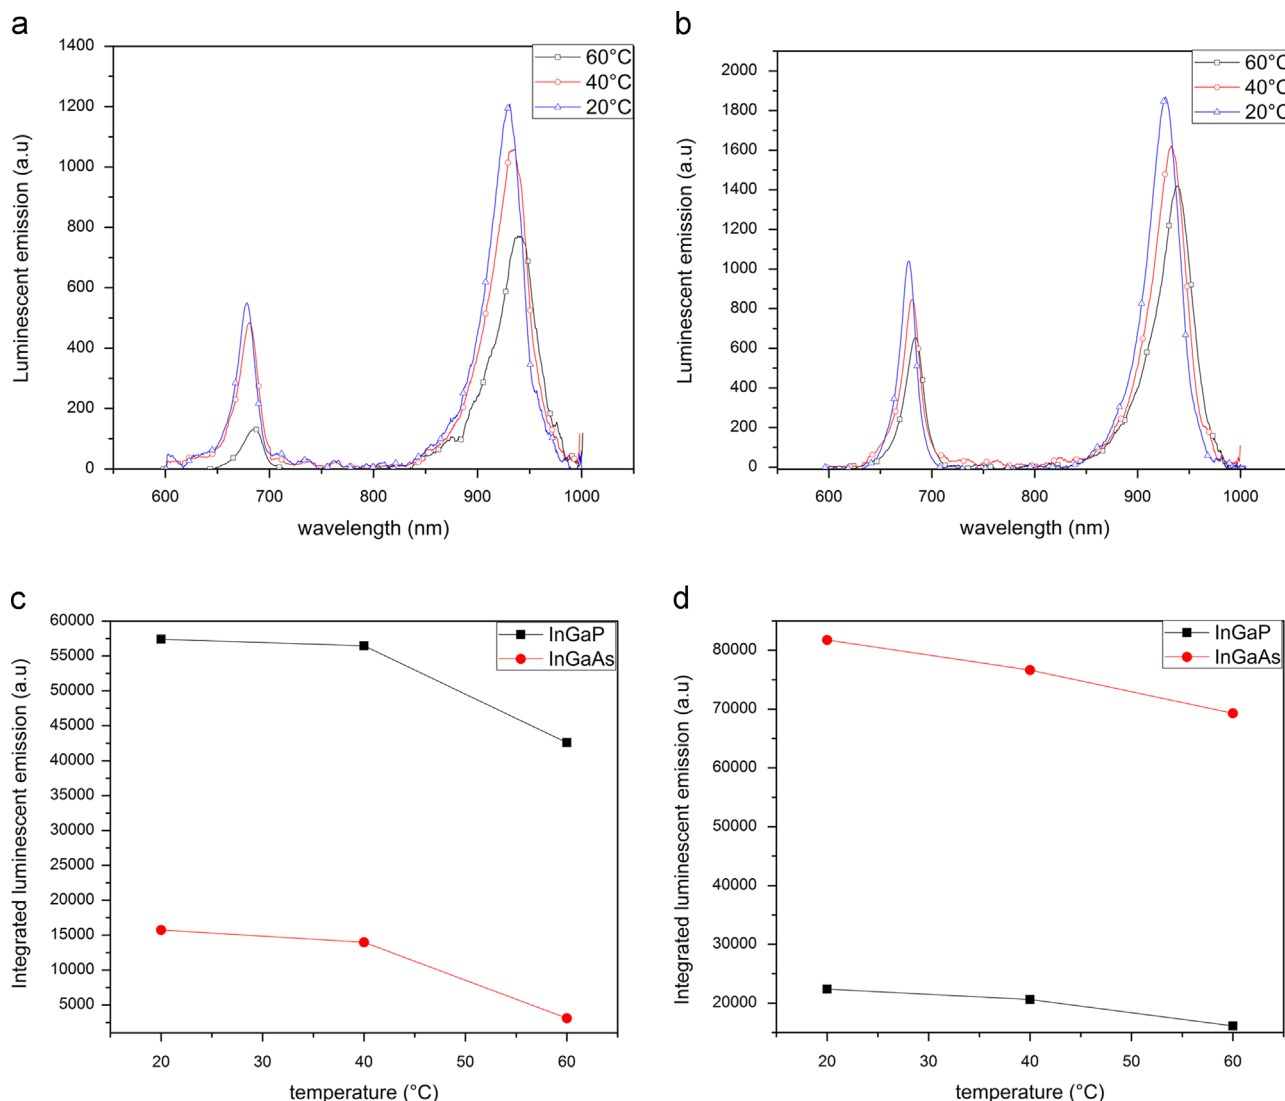 a
1400
1200
1000
800
600
400
200
0
600 700 800 900 1000
Luminescent emission (a.u)
wavelength (nm)
60°C
40°C
20°C
b
2000
1800
1600
1400
1200
1000
800
600
400
200
0
600 700 800 900 1000
Luminescent emission (a.u)
wavelength (nm)
60°C
40°C
20°C
c
60000
55000
50000
45000
40000
35000
30000
25000
20000
15000
10000
5000
20 30 40 50 60
Integrated luminescent emission (a.u)
temperature (°C)
InGaP
InGaAs
d
80000
70000
60000
50000
40000
30000
20000
20 30 40 50 60
Integrated luminescent emission (a.u)
temperature (°C)
InGaP
InGaAs